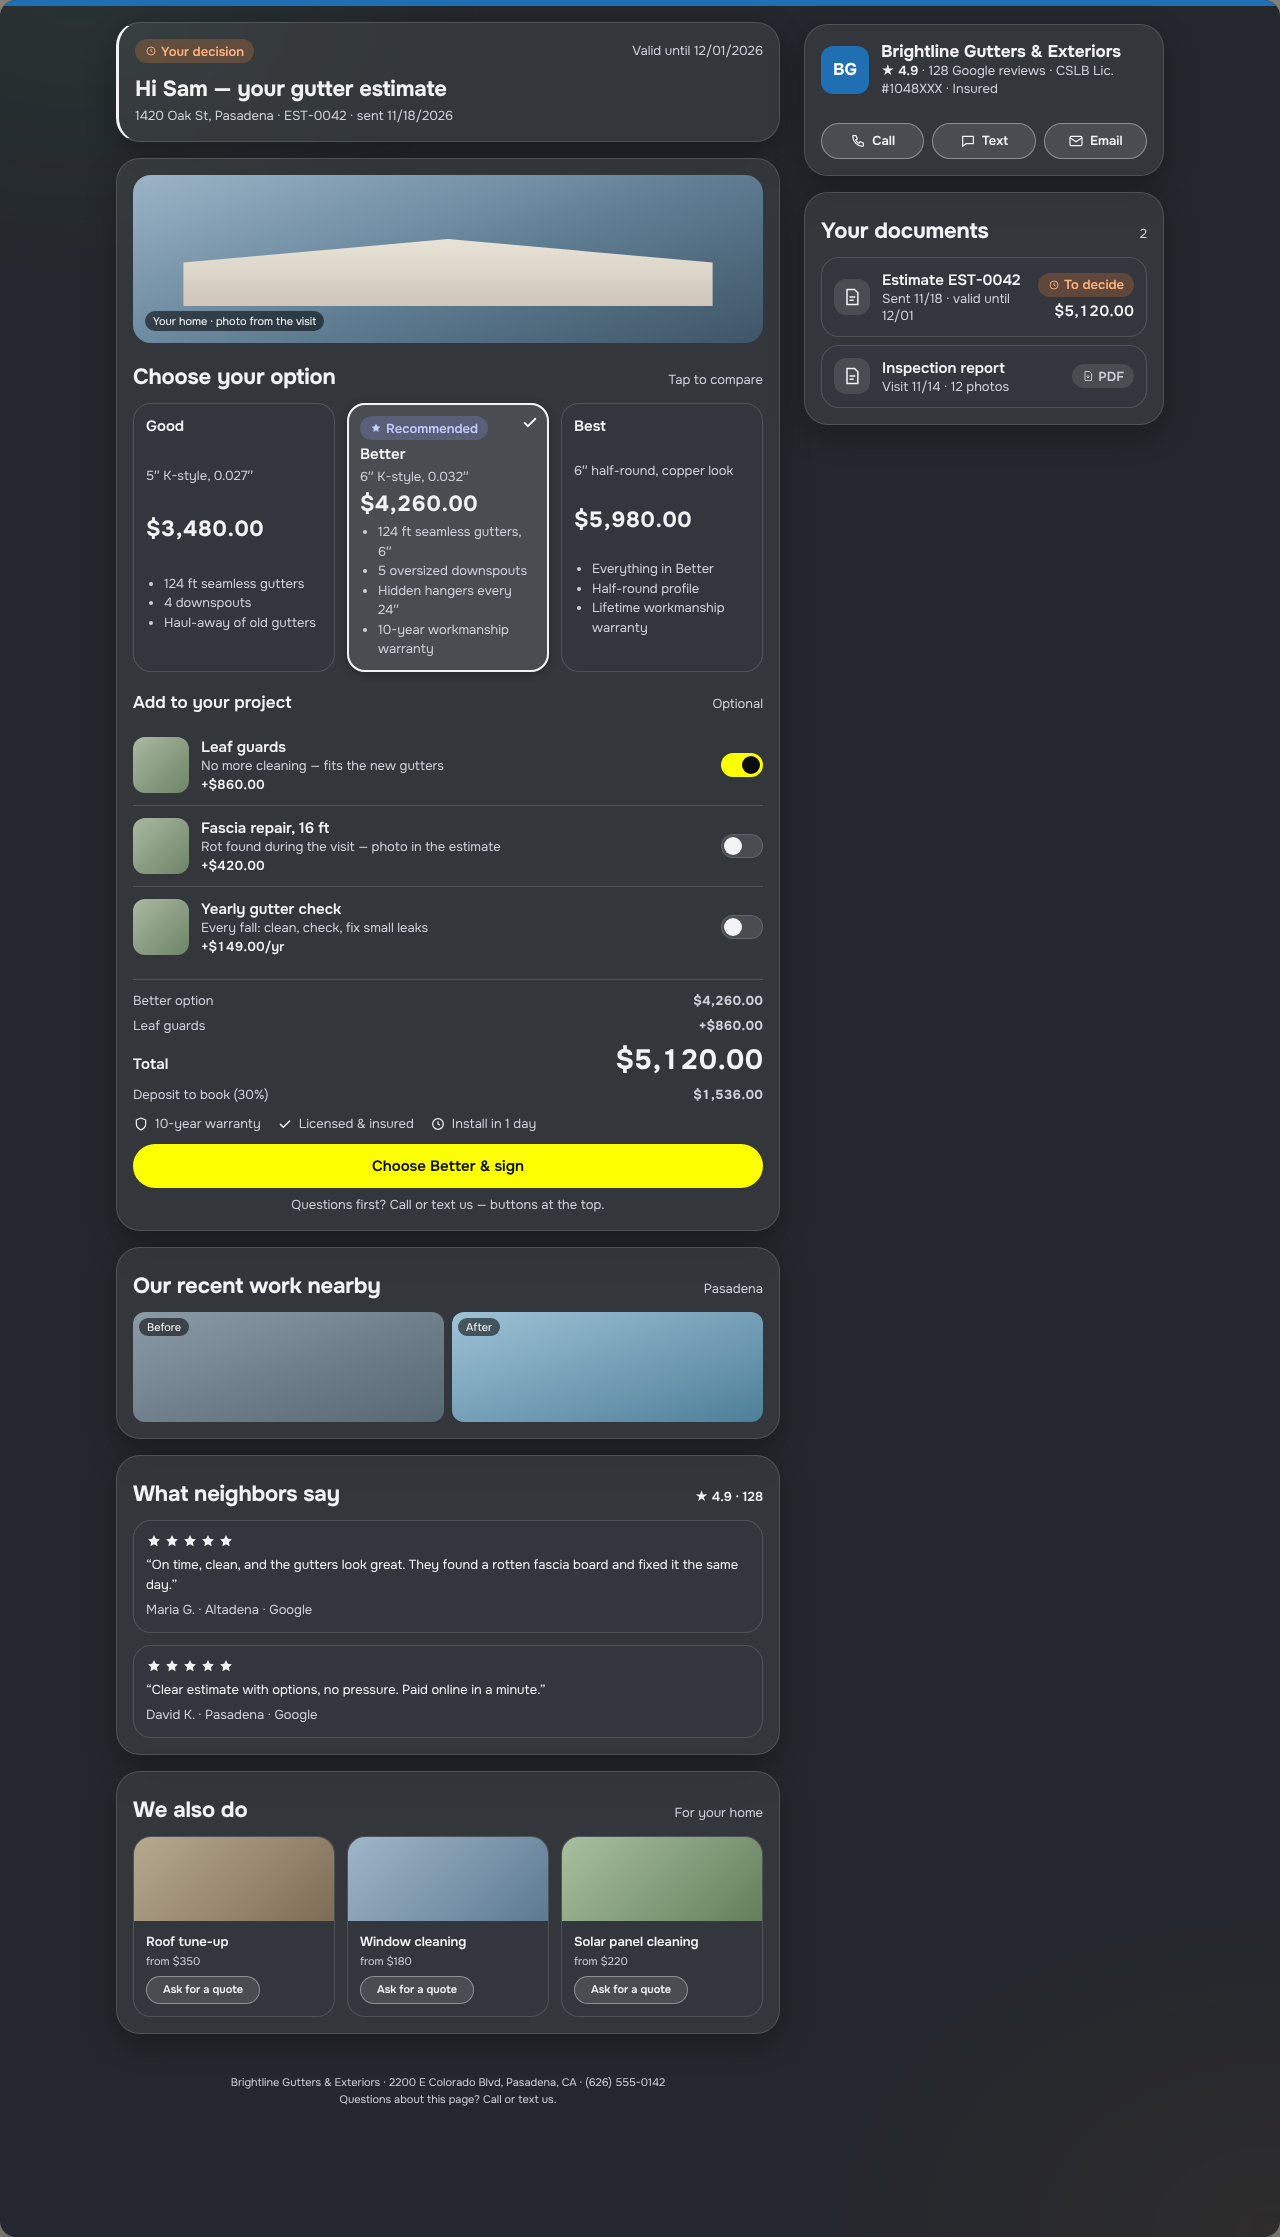 Your decision
Valid until 12/01/2026
Hi Sam — your gutter estimate
1420 Oak St, Pasadena · EST-0042 · sent 11/18/2026
Your home · photo from the visit
Choose your option
Tap to compare
Good
5" K-style, 0.027"
$3,480.00
• 124 ft seamless gutters
• 4 downspouts
• Haul-away of old gutters
★ Recommended
Better
6" K-style, 0.032"
$4,260.00
• 124 ft seamless gutters,
6"
• 5 oversized downspouts
• Hidden hangers every
24"
• 10-year workmanship
warranty
Best
6" half-round, copper look
$5,980.00
• Everything in Better
• Half-round profile
• Lifetime workmanship
warranty
Add to your project
Optional
Leaf guards
No more cleaning — fits the new gutters
+$860.00
Fascia repair, 16 ft
Rot found during the visit — photo in the estimate
+$420.00
Yearly gutter check
Every fall: clean, check, fix small leaks
+$149.00/yr
Better option
$4,260.00
Leaf guards
+$860.00
Total
$5,120.00
Deposit to book (30%)
$1,536.00
10-year warranty
Licensed & insured
Install in 1 day
Choose Better & sign
Questions first? Call or text us — buttons at the top.
Our recent work nearby
Pasadena
Before
After
What neighbors say
★ 4.9 · 128
★ ★ ★ ★ ★
“On time, clean, and the gutters look great. They found a rotten fascia board and fixed it the same
day.”
Maria G. · Altadena · Google
★ ★ ★ ★ ★
“Clear estimate with options, no pressure. Paid online in a minute.”
David K. · Pasadena · Google
We also do
For your home
Roof tune-up
from $350
Ask for a quote
Window cleaning
from $180
Ask for a quote
Solar panel cleaning
from $220
Ask for a quote
Brightline Gutters & Exteriors · 2200 E Colorado Blvd, Pasadena, CA · (626) 555-0142
Questions about this page? Call or text us.
BG
Brightline Gutters & Exteriors
★ 4.9 · 128 Google reviews · CSLB Lic.
#1048XXX · Insured
Call
Text
Email
Your documents
2
Estimate EST-0042
Sent 11/18 · valid until
12/01
To decide
$5,120.00
Inspection report
Visit 11/14 · 12 photos
PDF